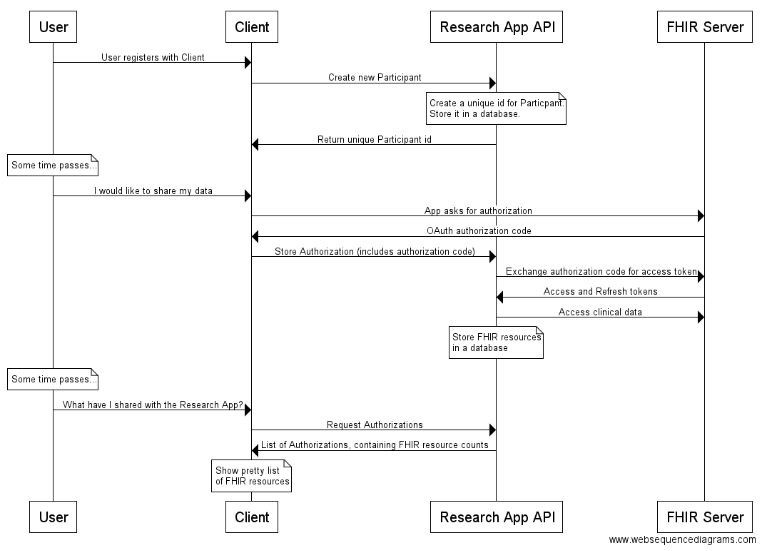 User
Client
Research App API
FHIR Server
User registers with Client
Create new Participant
Create a unique id for Particpant.
Store it in a database.
Return unique Participant id
Some time passes...
I would like to share my data
App asks for authorization
OAuth authorization code
Store Authorization (includes authorization code)
Exchange authorization code for access token
Access and Refresh tokens
Access clinical data
Store FHIR resources
in a database
Some time passes...
What have I shared with the Research App?
Request Authorizations
List of Authorizations, containing FHIR resource counts
Show pretty list
of FHIR resources
User
Client
Research App API
FHIR Server
www.websequencediagrams.com